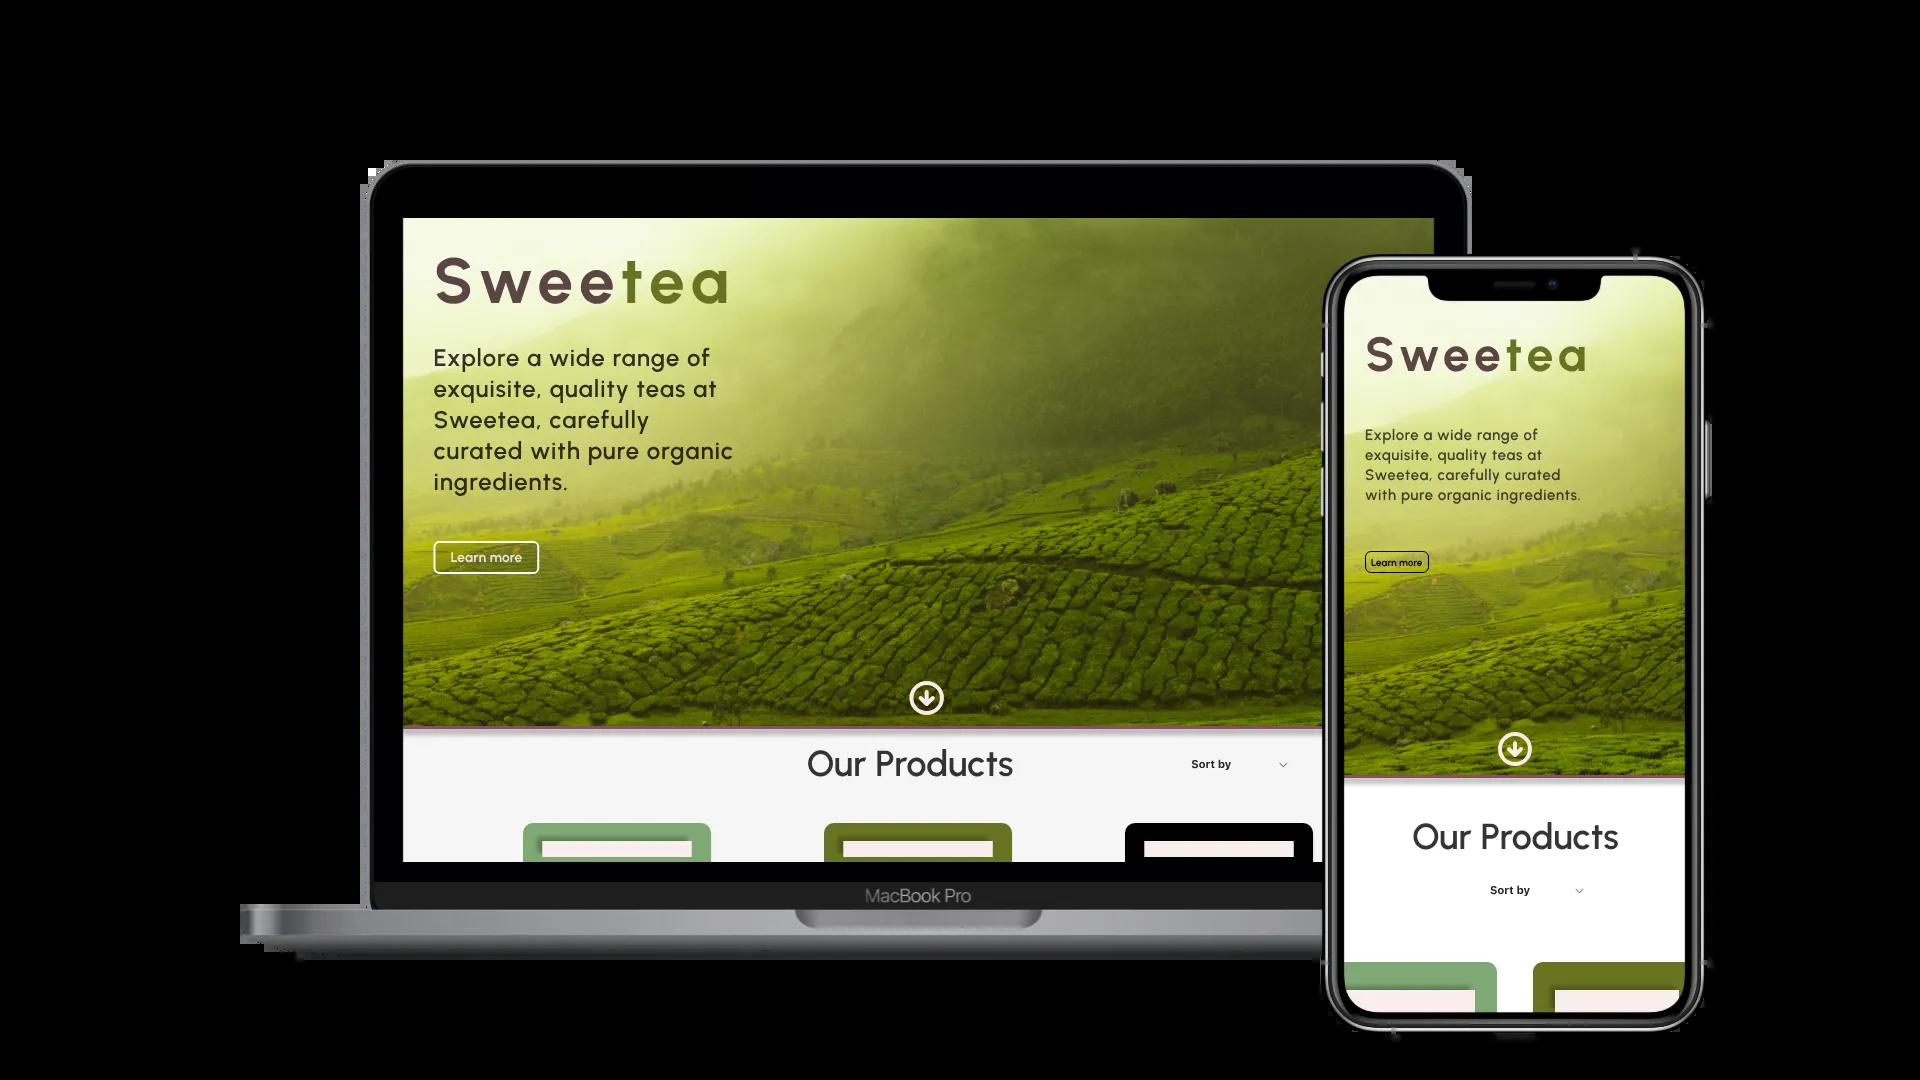 Sweetea
Explore a wide range of
exquisite, quality teas at
Sweetea, carefully
curated with pure organic
ingredients.
Learn more
Our Products
Sort by
MacBook Pro
Sweetea
Explore a wide range of
exquisite, quality teas at
Sweetea, carefully curated
with pure organic ingredients.
Learn more
Our Products
Sort by